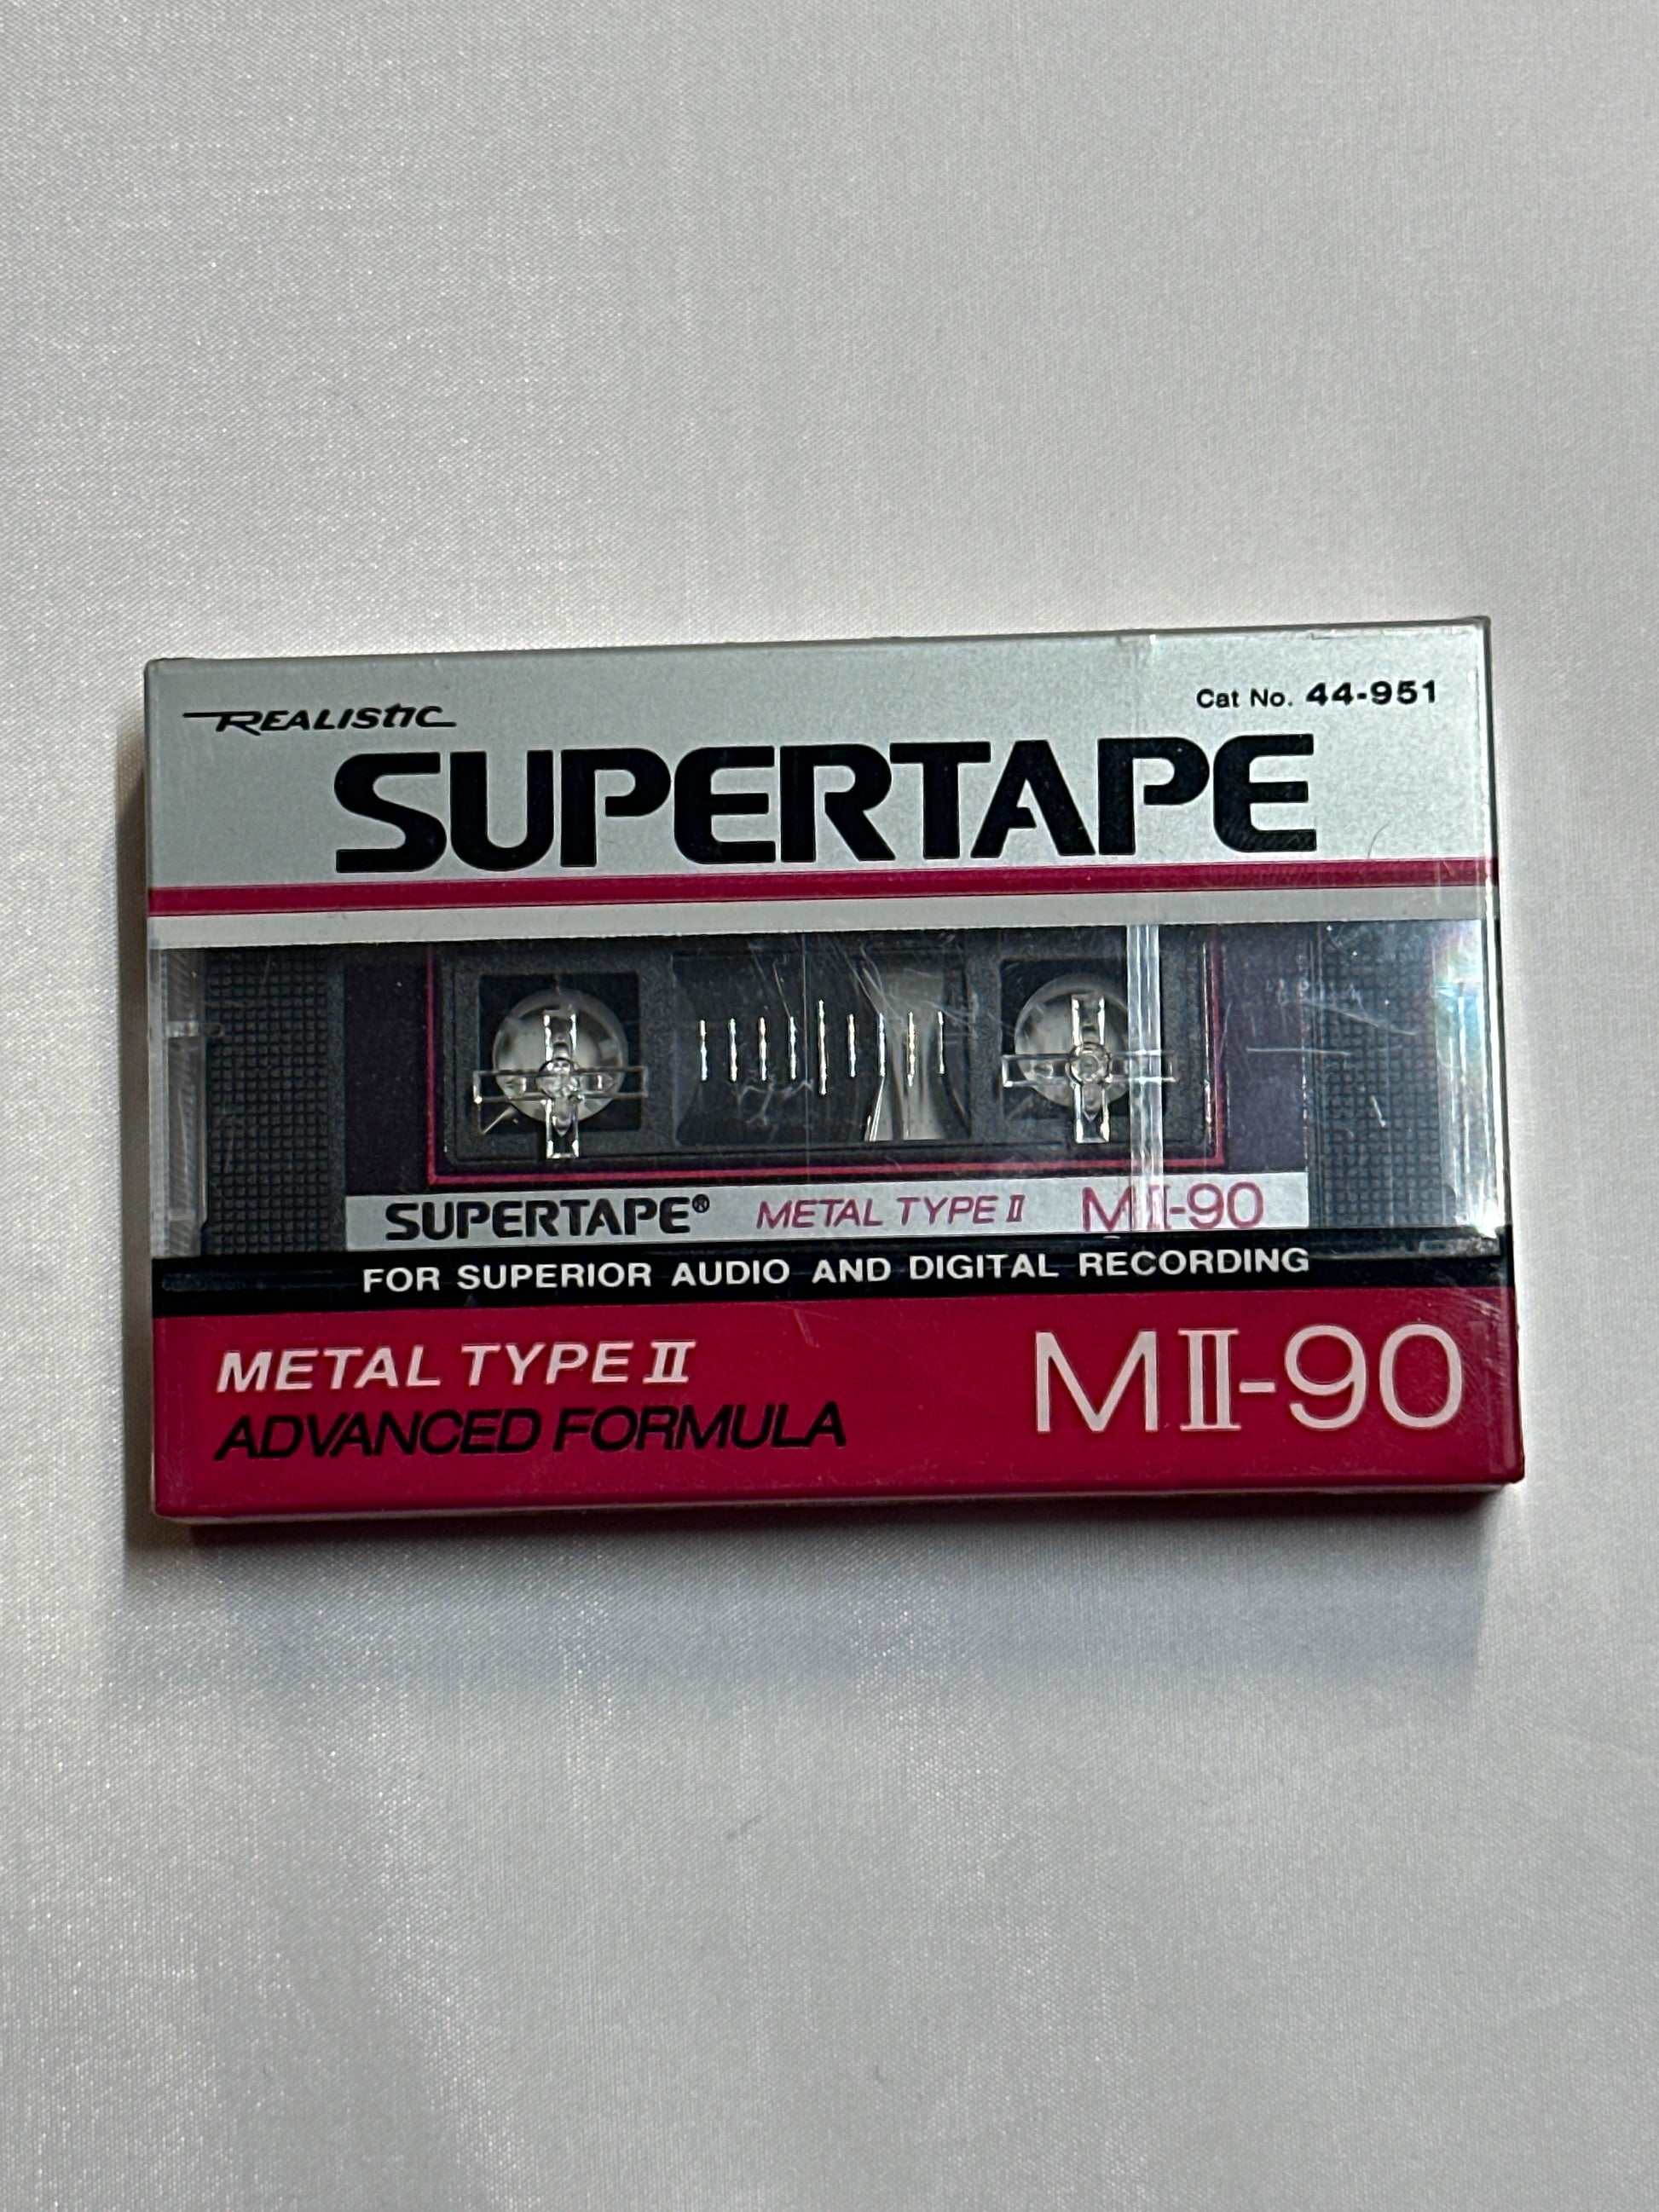 REALISTIC
Cat No. 44-951
SUPERTAPE
SUPERTAPE® METAL TYPE II MII-90
FOR SUPERIOR AUDIO AND DIGITAL RECORDING
METAL TYPE II
ADVANCED FORMULA
MII-90